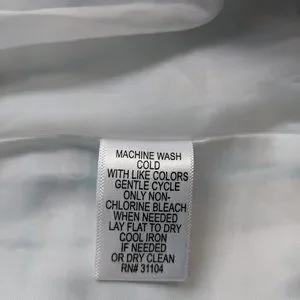 MACHINE WASH
COLD
WITH LIKE COLORS
GENTLE CYCLE
ONLY NON-
CHLORINE BLEACH
WHEN NEEDED
LAY FLAT TO DRY
COOL IRON
IF NEEDED
OR DRY CLEAN
RN# 31104